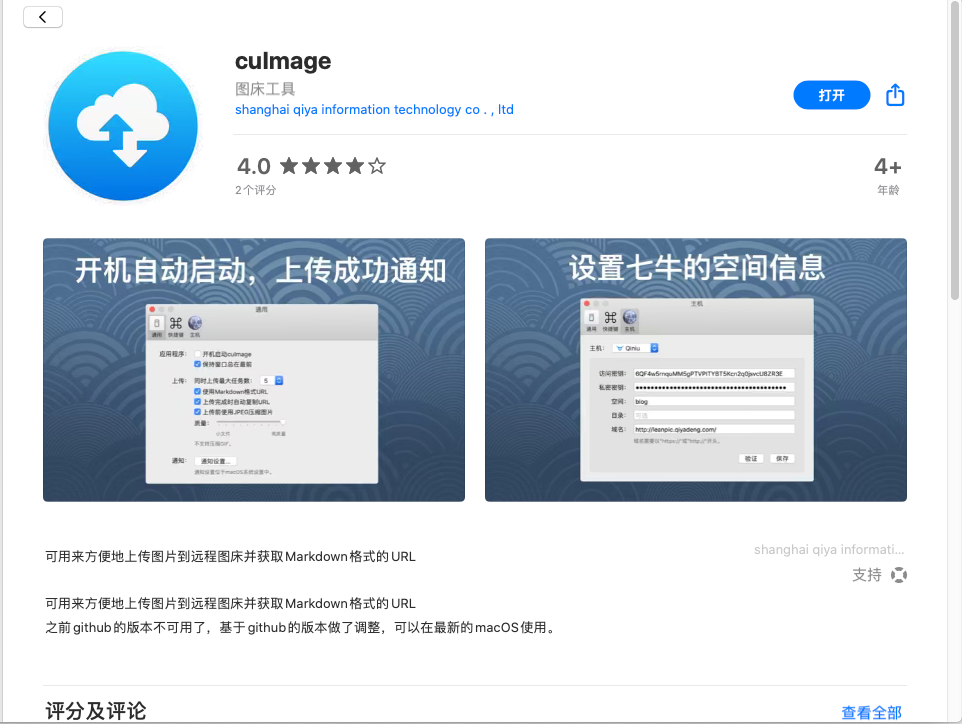 cuImage
图床工具
shanghai qiya information technology co . , ltd
打开
4.0 ★★★★☆
4+
2个评分
年龄
开机自动启动，上传成功通知
通用
通用 快捷键 主机
应用程序： 开机启动cuImage
保持窗口总在最前
上传： 同时上传最大任务数： 5
使用Markdown格式URL
上传完成时自动复制URL
上传前使用JPEG压缩图片
质量：
小文件 高质量
不支持压缩GIF。
通知： 通知设置...
通知设置位于macOS系统设置中。
设置七牛的空间信息
主机
通用 快捷键 主机
主机： Qiniu
访问密钥：
私密密钥：
空间： blog
目录： 可选
域名： http://leanpic.qiyadeng.com/
域名需要以"https://"或"http://"开头。
验证 保存
可用来方便地上传图片到远程图床并获取Markdown格式的URL
shanghai qiya informati...
支持
可用来方便地上传图片到远程图床并获取Markdown格式的URL
之前github的版本不可用了，基于github的版本做了调整，可以在最新的macOS使用。
评分及评论
查看全部